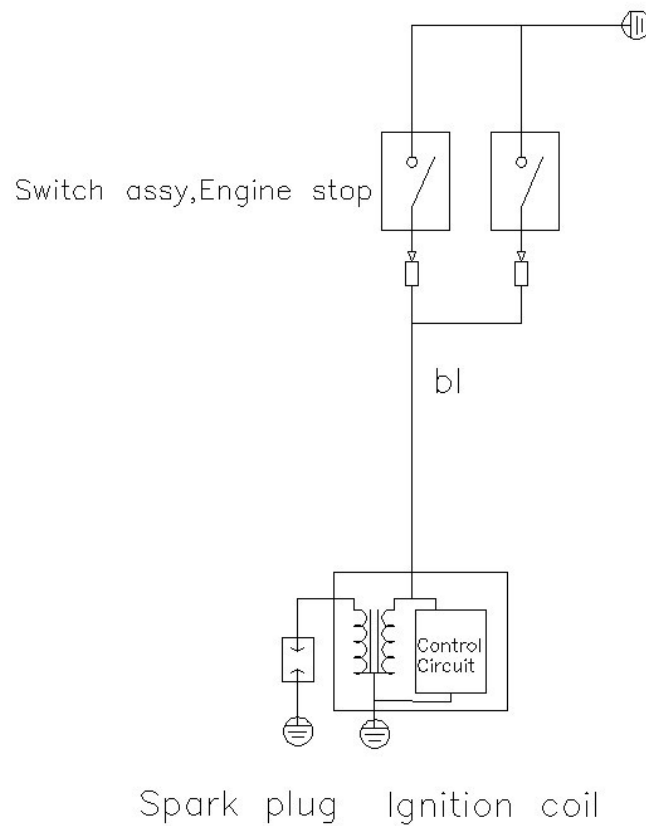 Switch assy,Engine stop
bl
Control
Circuit
Spark plug
Ignition coil